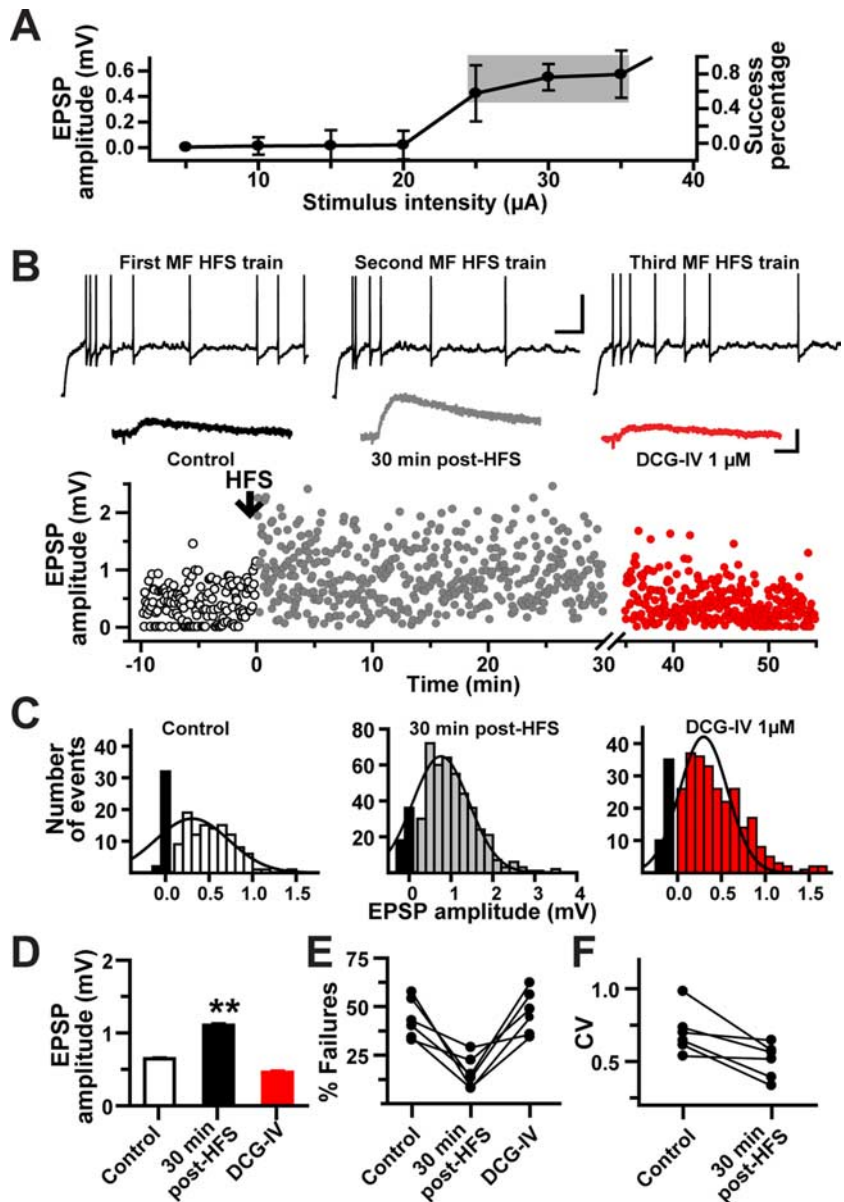 A
EPSP
amplitude (mV)
0.6
0.4
0.2
0.0
0.8
0.4
0.0
Success
percentage
10
20
30
40
Stimulus intensity (µA)
B
First MF HFS train
Second MF HFS train
Third MF HFS train
Control
30 min post-HFS
DCG-IV 1 µM
HFS
EPSP
amplitude (mV)
2
1
0
-10
0
10
20
30
40
50
Time (min)
C
Control
30 min post-HFS
DCG-IV 1µM
Number
of events
40
30
20
10
0.0
0.5
1.0
1.5
80
60
40
20
0
1
2
3
4
40
30
20
10
0.0
0.5
1.0
1.5
EPSP amplitude (mV)
D
EPSP
amplitude (mV)
2
1
0
**
Control
30 min
post-HFS
DCG-IV
E
% Failures
75
50
25
Control
30 min
post-HFS
DCG-IV
F
CV
1.0
0.5
Control
30 min
post-HFS